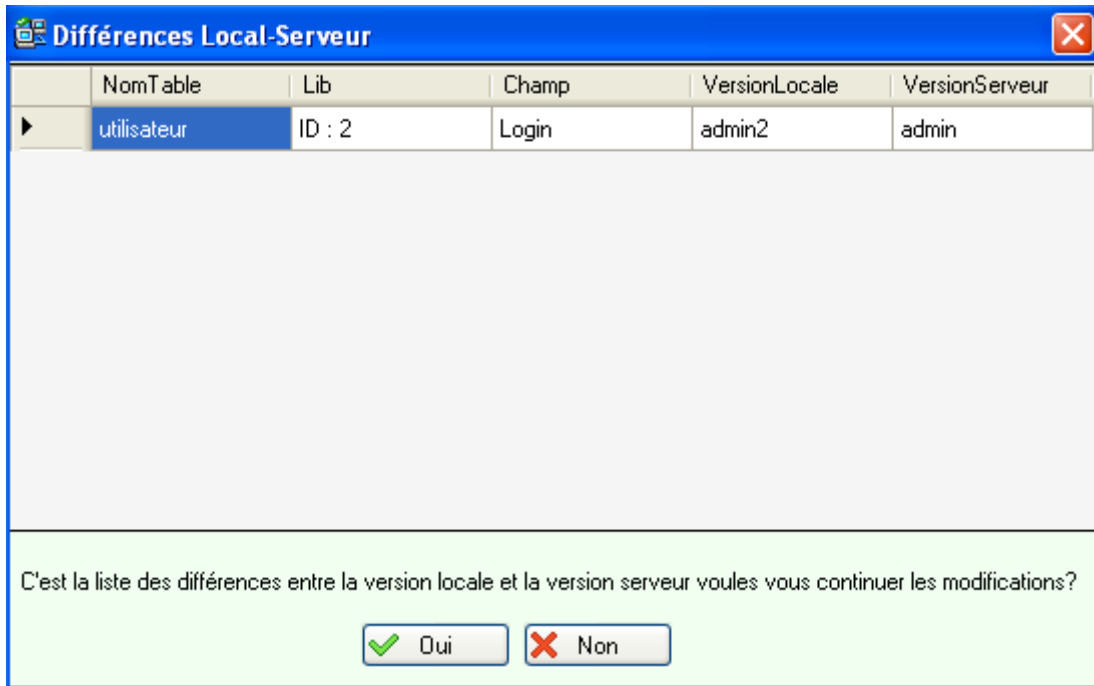 Différences Local-Serveur
NomTable Lib Champ VersionLocale VersionServeur
utilisateur ID : 2 Login admin2 admin
C'est la liste des différences entre la version locale et la version serveur voules vous continuer les modifications?
Oui Non